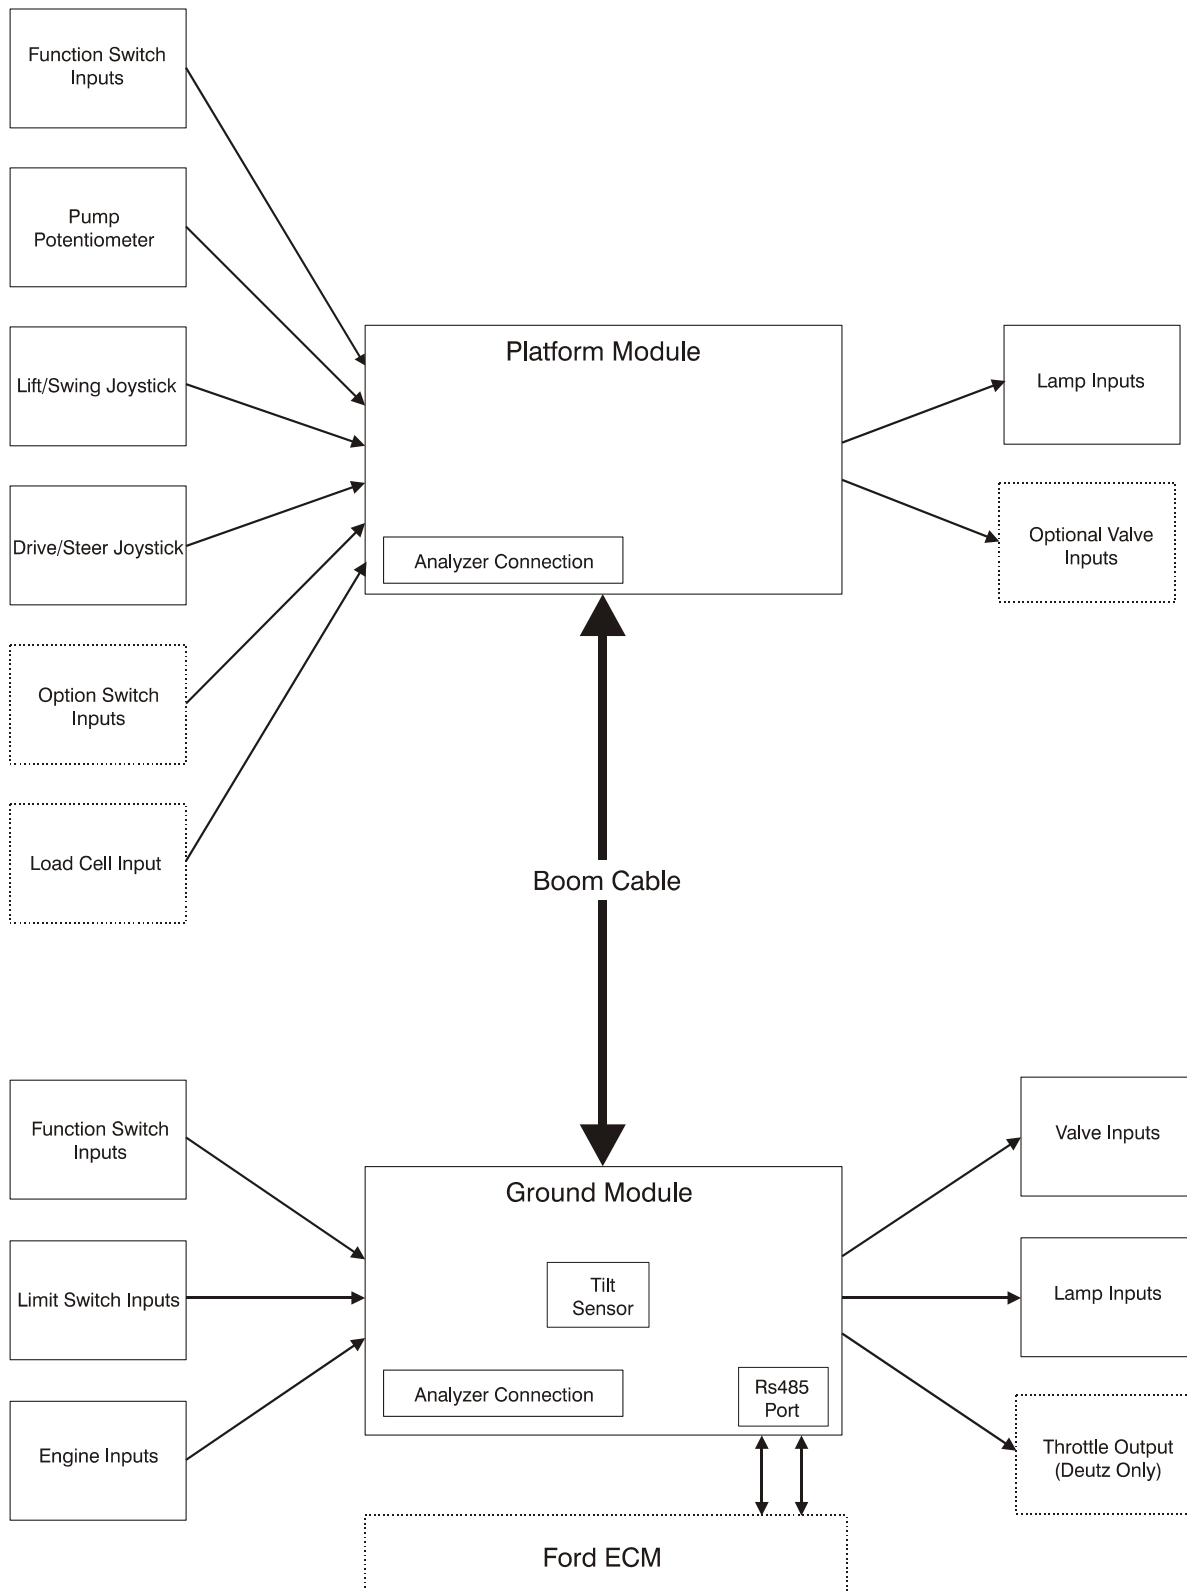 Function Switch
Inputs
Pump
Potentiometer
Lift/Swing Joystick
Drive/Steer Joystick
Option Switch
Inputs
Load Cell Input
Platform Module
Analyzer Connection
Lamp Inputs
Optional Valve
Inputs
Boom Cable
Function Switch
Inputs
Limit Switch Inputs
Engine Inputs
Ground Module
Tilt
Sensor
Analyzer Connection
Rs485
Port
Valve Inputs
Lamp Inputs
Throttle Output
(Deutz Only)
Ford ECM